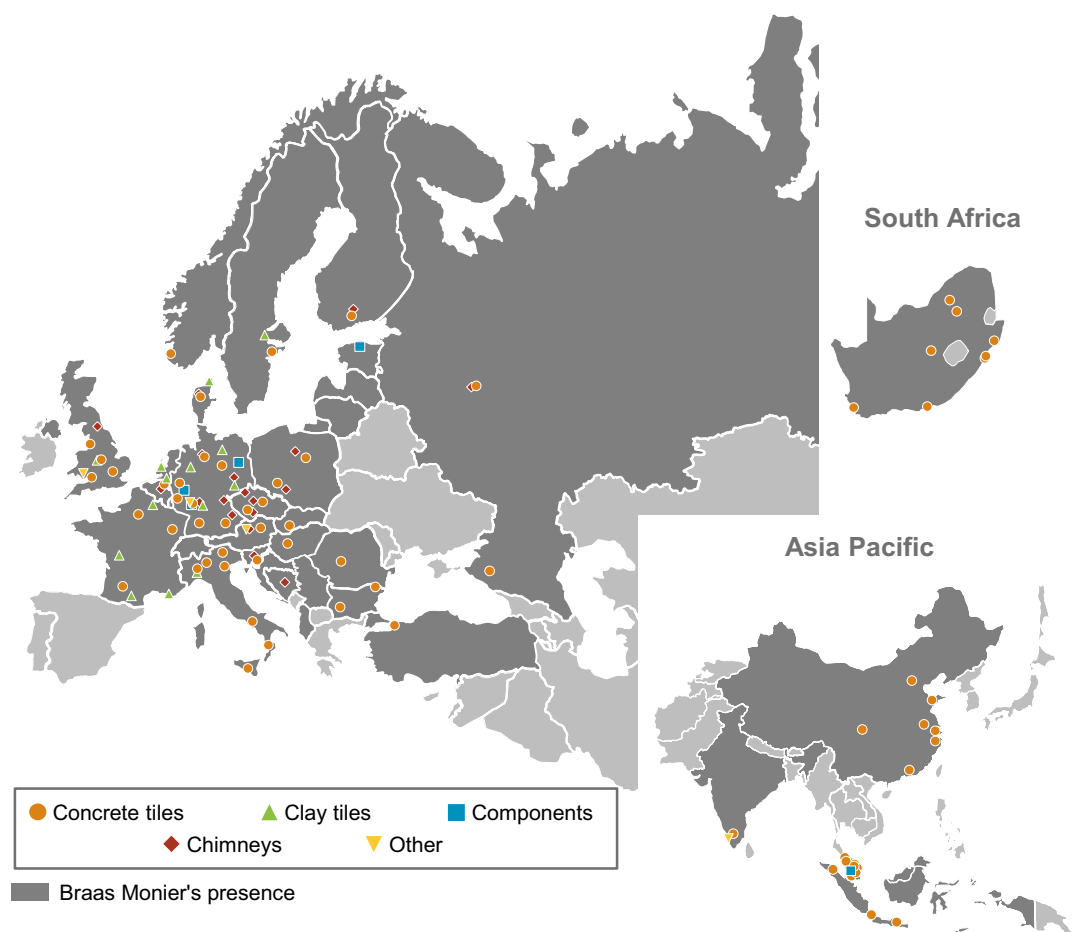 South Africa
Asia Pacific
Concrete tiles
Clay tiles
Components
Chimneys
Other
Braas Monier's presence